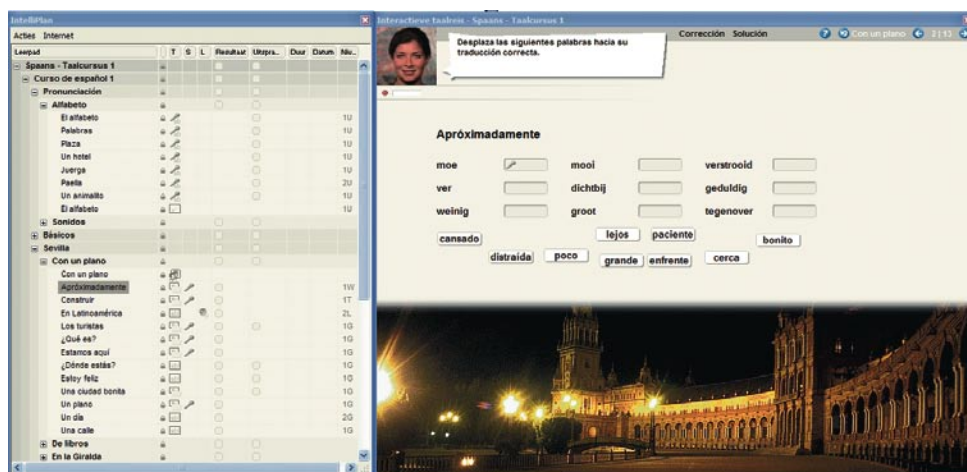 IntelliPlan
Acties Internet
Leerpad T S L Resultaat Uitspra... Duur Datum Niv...
Spaans - Taalcursus 1
Curso de español 1
Pronunciación
Alfabeto
El alfabeto 1U
Palabras 1U
Plaza 1U
Un hotel 1U
Juerga 1U
Paella 2U
Un animalito 1U
El alfabeto 1U
Sonidos
Básicos
Sevilla
Con un plano
Con un plano
Apróximadamente 1W
Construir 1T
En Latinoamérica 2L
Los turistas 1G
¿Qué es? 1G
Estamos aquí 1G
¿Dónde estás? 1G
Estoy feliz 1G
Una ciudad bonita 1G
Un plano 1G
Un día 2G
Una calle 1G
De libros
En la Giralda
Interactieve taalreis - Spaans - Taalcursus 1
Desplaza las siguientes palabras hacia su
traducción correcta.
Corrección Solución
Con un plano 2|13
Apróximadamente
moe mooi verstrooid
ver dichtbij geduldig
weinig groot tegenover
cansado lejos paciente bonito
distraída poco grande enfrente cerca